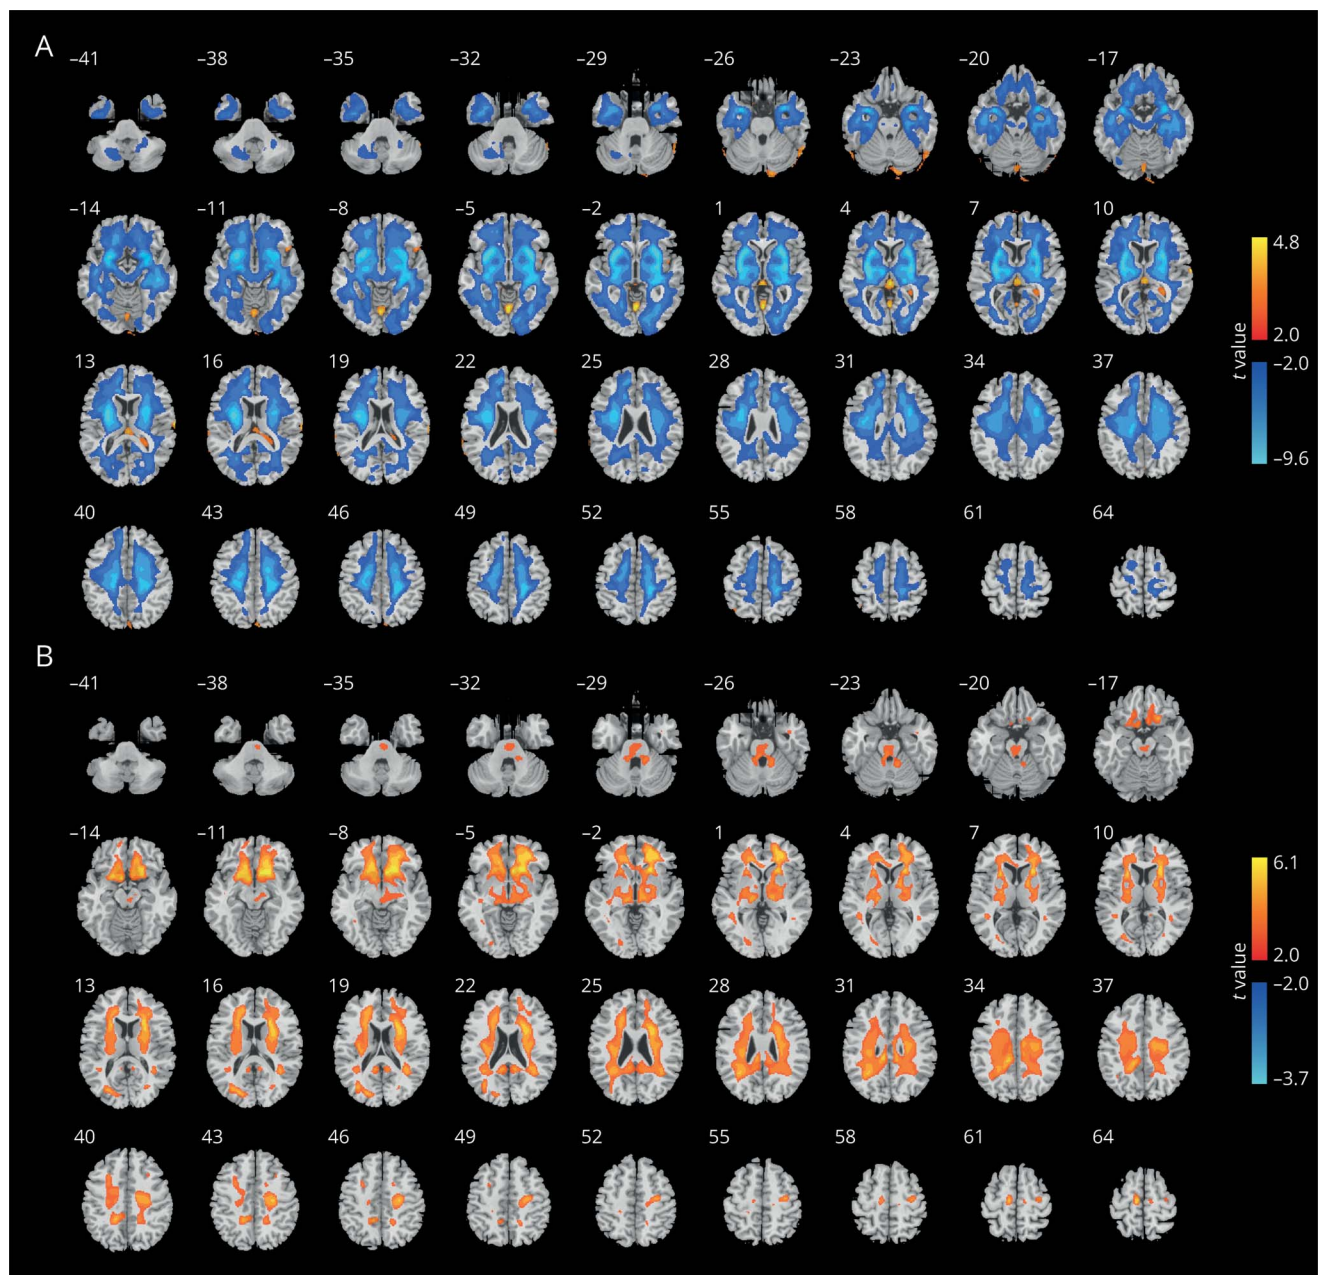 A
–41 –38 –35 –32 –29 –26 –23 –20 –17
–14 –11 –8 –5 –2 1 4 7 10
4.8
2.0
t value
–2.0
–9.6
13 16 19 22 25 28 31 34 37
40 43 46 49 52 55 58 61 64
B
–41 –38 –35 –32 –29 –26 –23 –20 –17
–14 –11 –8 –5 –2 1 4 7 10
6.1
2.0
t value
–2.0
–3.7
13 16 19 22 25 28 31 34 37
40 43 46 49 52 55 58 61 64